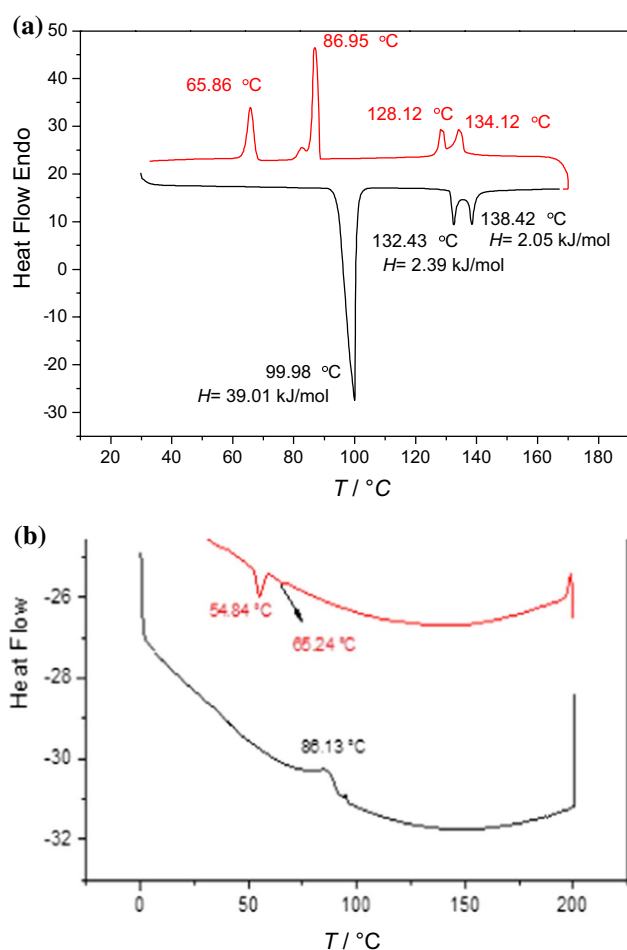 (a)
50
40
30
20
10
0
-10
-20
-30
Heat Flow Endo
86.95 °C
65.86 °C
128.12 °C
134.12 °C
138.42 °C
H= 2.05 kJ/mol
132.43 °C
H= 2.39 kJ/mol
99.98 °C
H= 39.01 kJ/mol
20 40 60 80 100 120 140 160 180
T / °C
(b)
-26
-28
-30
-32
Heat Flow
54.84 °C
65.24 °C
86.13 °C
0 50 100 150 200
T / °C